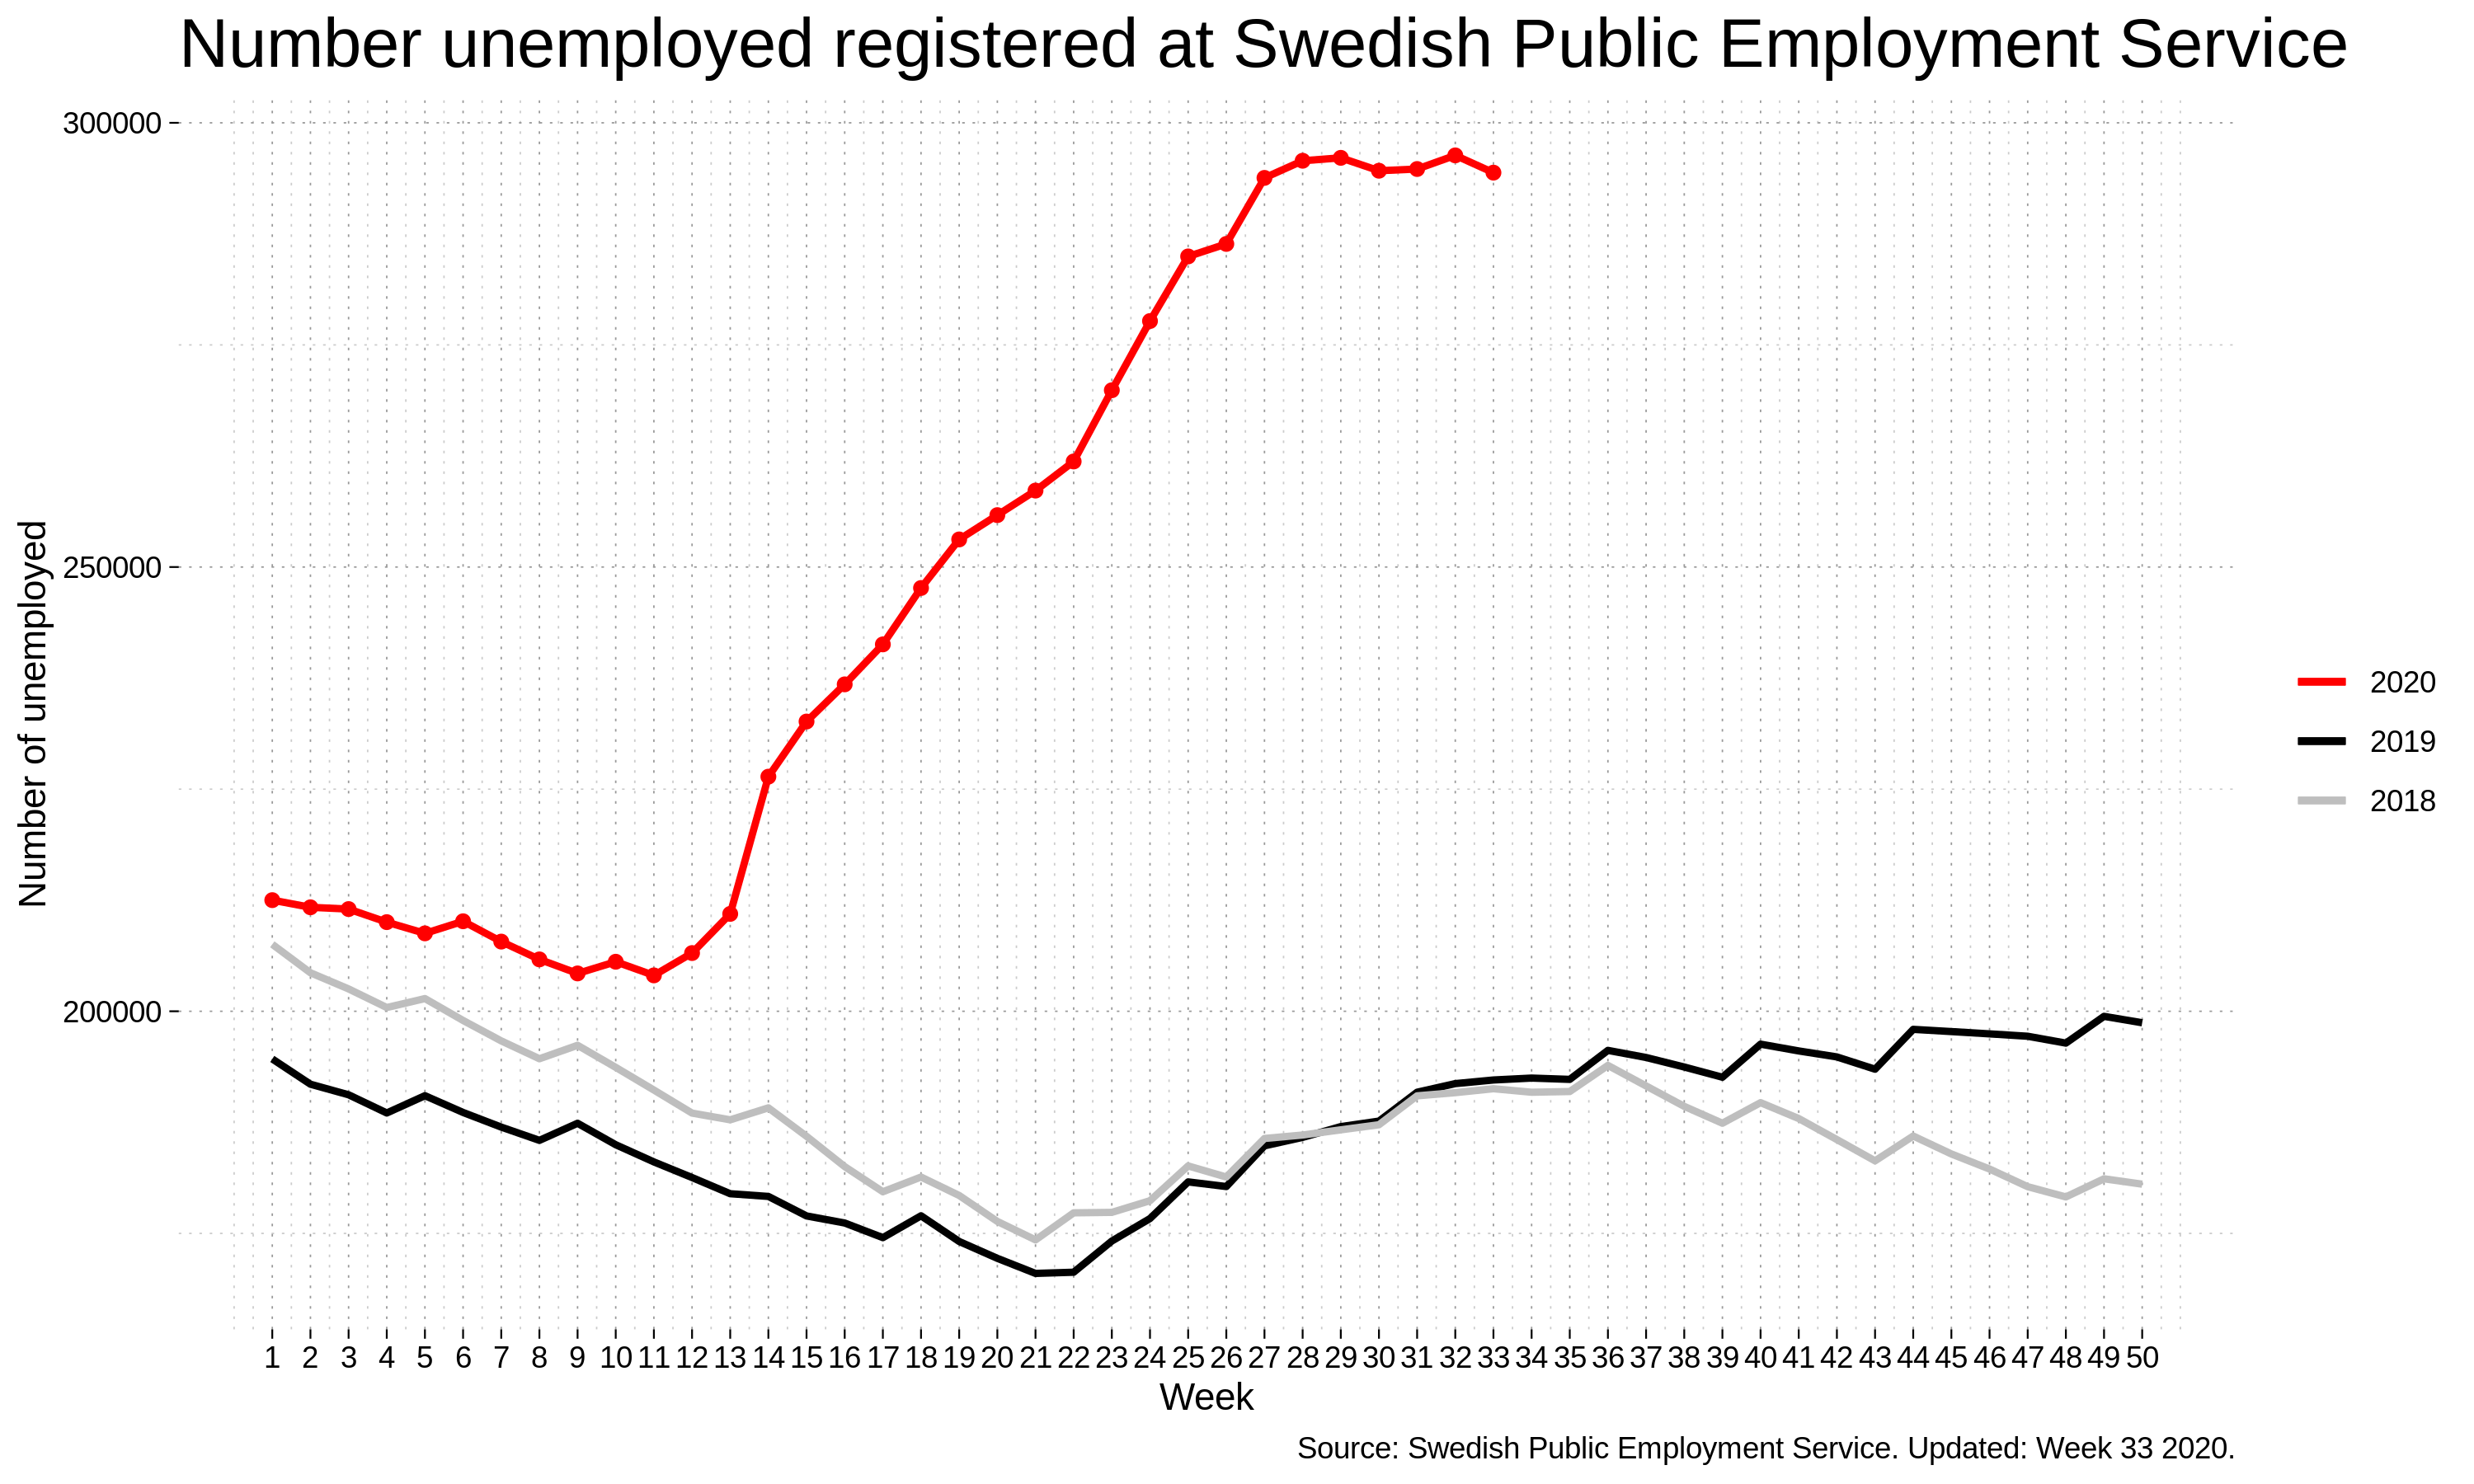 Number unemployed registered at Swedish Public Employment Service
300000
250000
200000
Number of unemployed
2020
2019
2018
1 2 3 4 5 6 7 8 9 10 11 12 13 14 15 16 17 18 19 20 21 22 23 24 25 26 27 28 29 30 31 32 33 34 35 36 37 38 39 40 41 42 43 44 45 46 47 48 49 50
Week
Source: Swedish Public Employment Service. Updated: Week 33 2020.